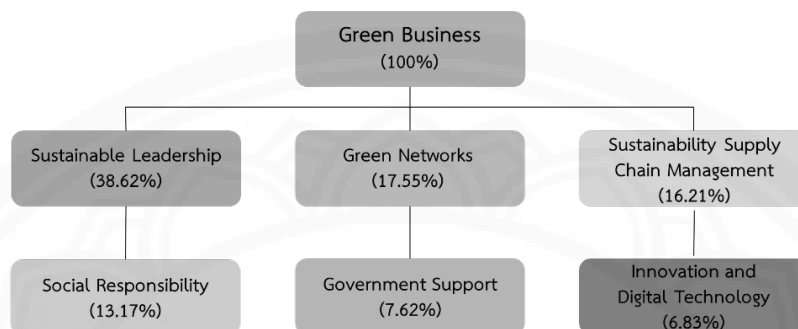 Green Business
(100%)
Sustainable Leadership
(38.62%)
Green Networks
(17.55%)
Sustainability Supply
Chain Management
(16.21%)
Social Responsibility
(13.17%)
Government Support
(7.62%)
Innovation and
Digital Technology
(6.83%)